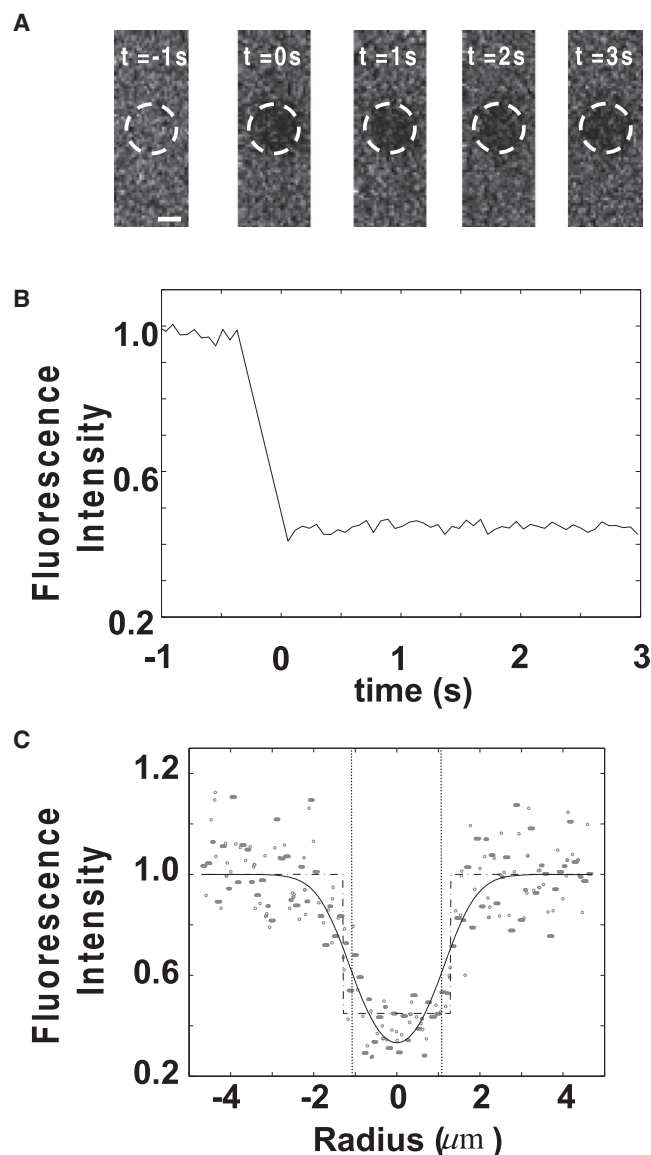 A
t =-1s t =0s t =1s t =2s t =3s
B
1.0
0.6
0.2
Fluorescence
Intensity
-1 0 1 2 3
time (s)
C
1.2
1.0
0.6
0.2
Fluorescence
Intensity
-4 -2 0 2 4
Radius (μm )